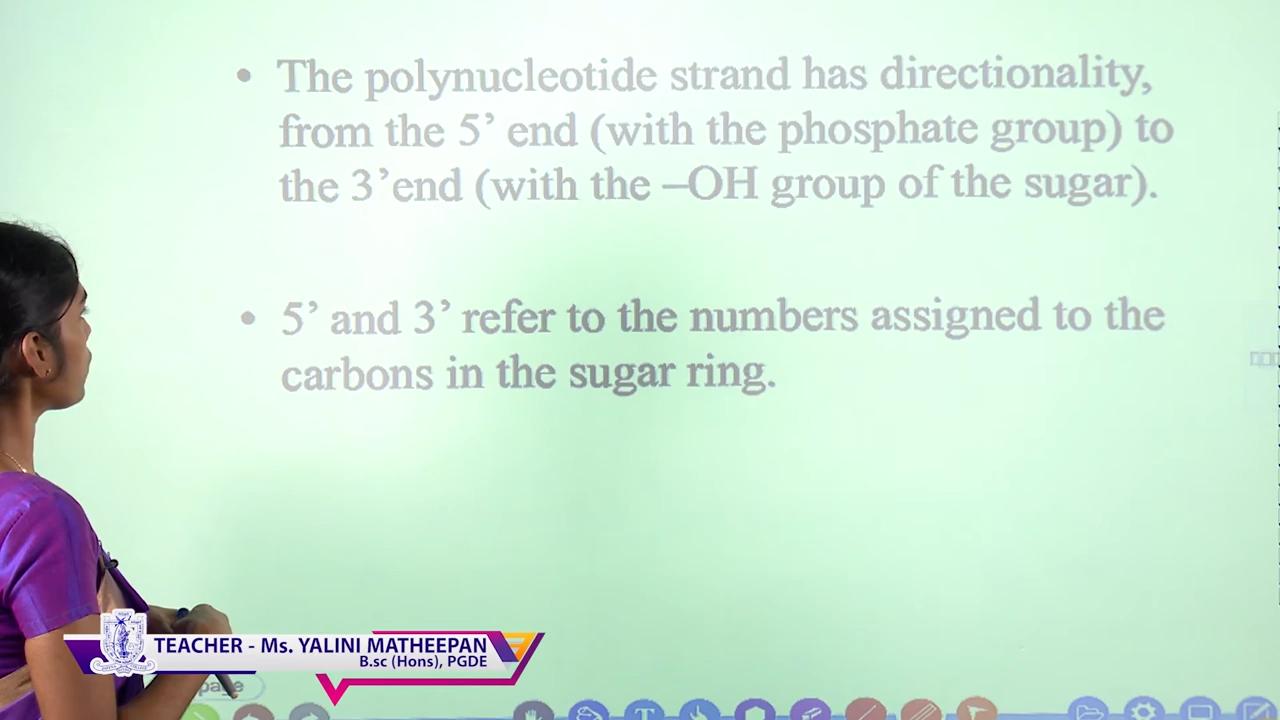 • The polynucleotide strand has directionality,
from the 5’ end (with the phosphate group) to
the 3’end (with the –OH group of the sugar).
• 5’ and 3’ refer to the numbers assigned to the
carbons in the sugar ring.
TEACHER - Ms. YALINI MATHEEPAN
B.sc (Hons), PGDE
page